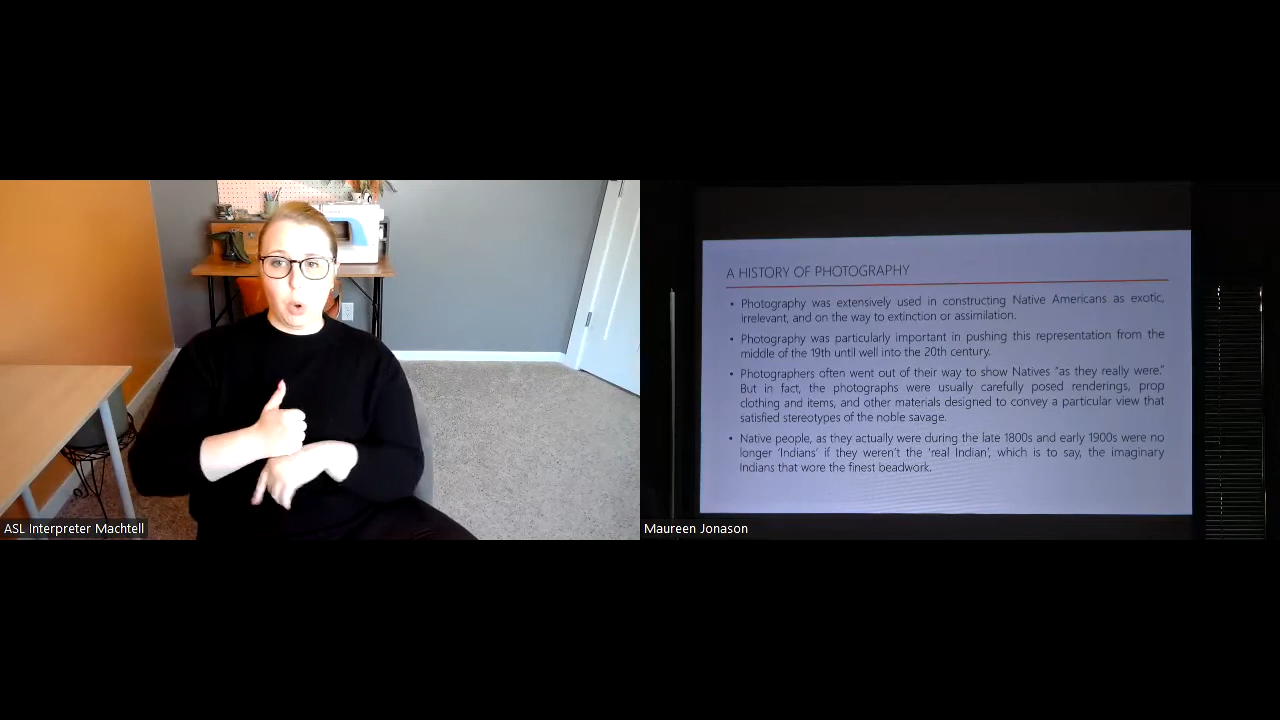 A HISTORY OF PHOTOGRAPHY
• Photography was extensively used in constructing Native Americans as exotic,
irrelevant, and on the way to extinction or assimilation.
• Photography was particularly important in pushing this representation from the
middle of the 19th until well into the 20th century.
• Photographers often went out of their way to show Natives “as they really were.”
But in fact, the photographs were usually carefully posed renderings, prop
clothing and items, and other materials designed to convey a particular view that
satisfied stereotypes of the noble savage.
• Native people, as they actually were during the late 1800s and early 1900s were no
longer ‘Indians’ if they weren’t the ‘real Indian’, which is to say, the imaginary
Indians that wore the finest beadwork.
ASL Interpreter Machtell
Maureen Jonason